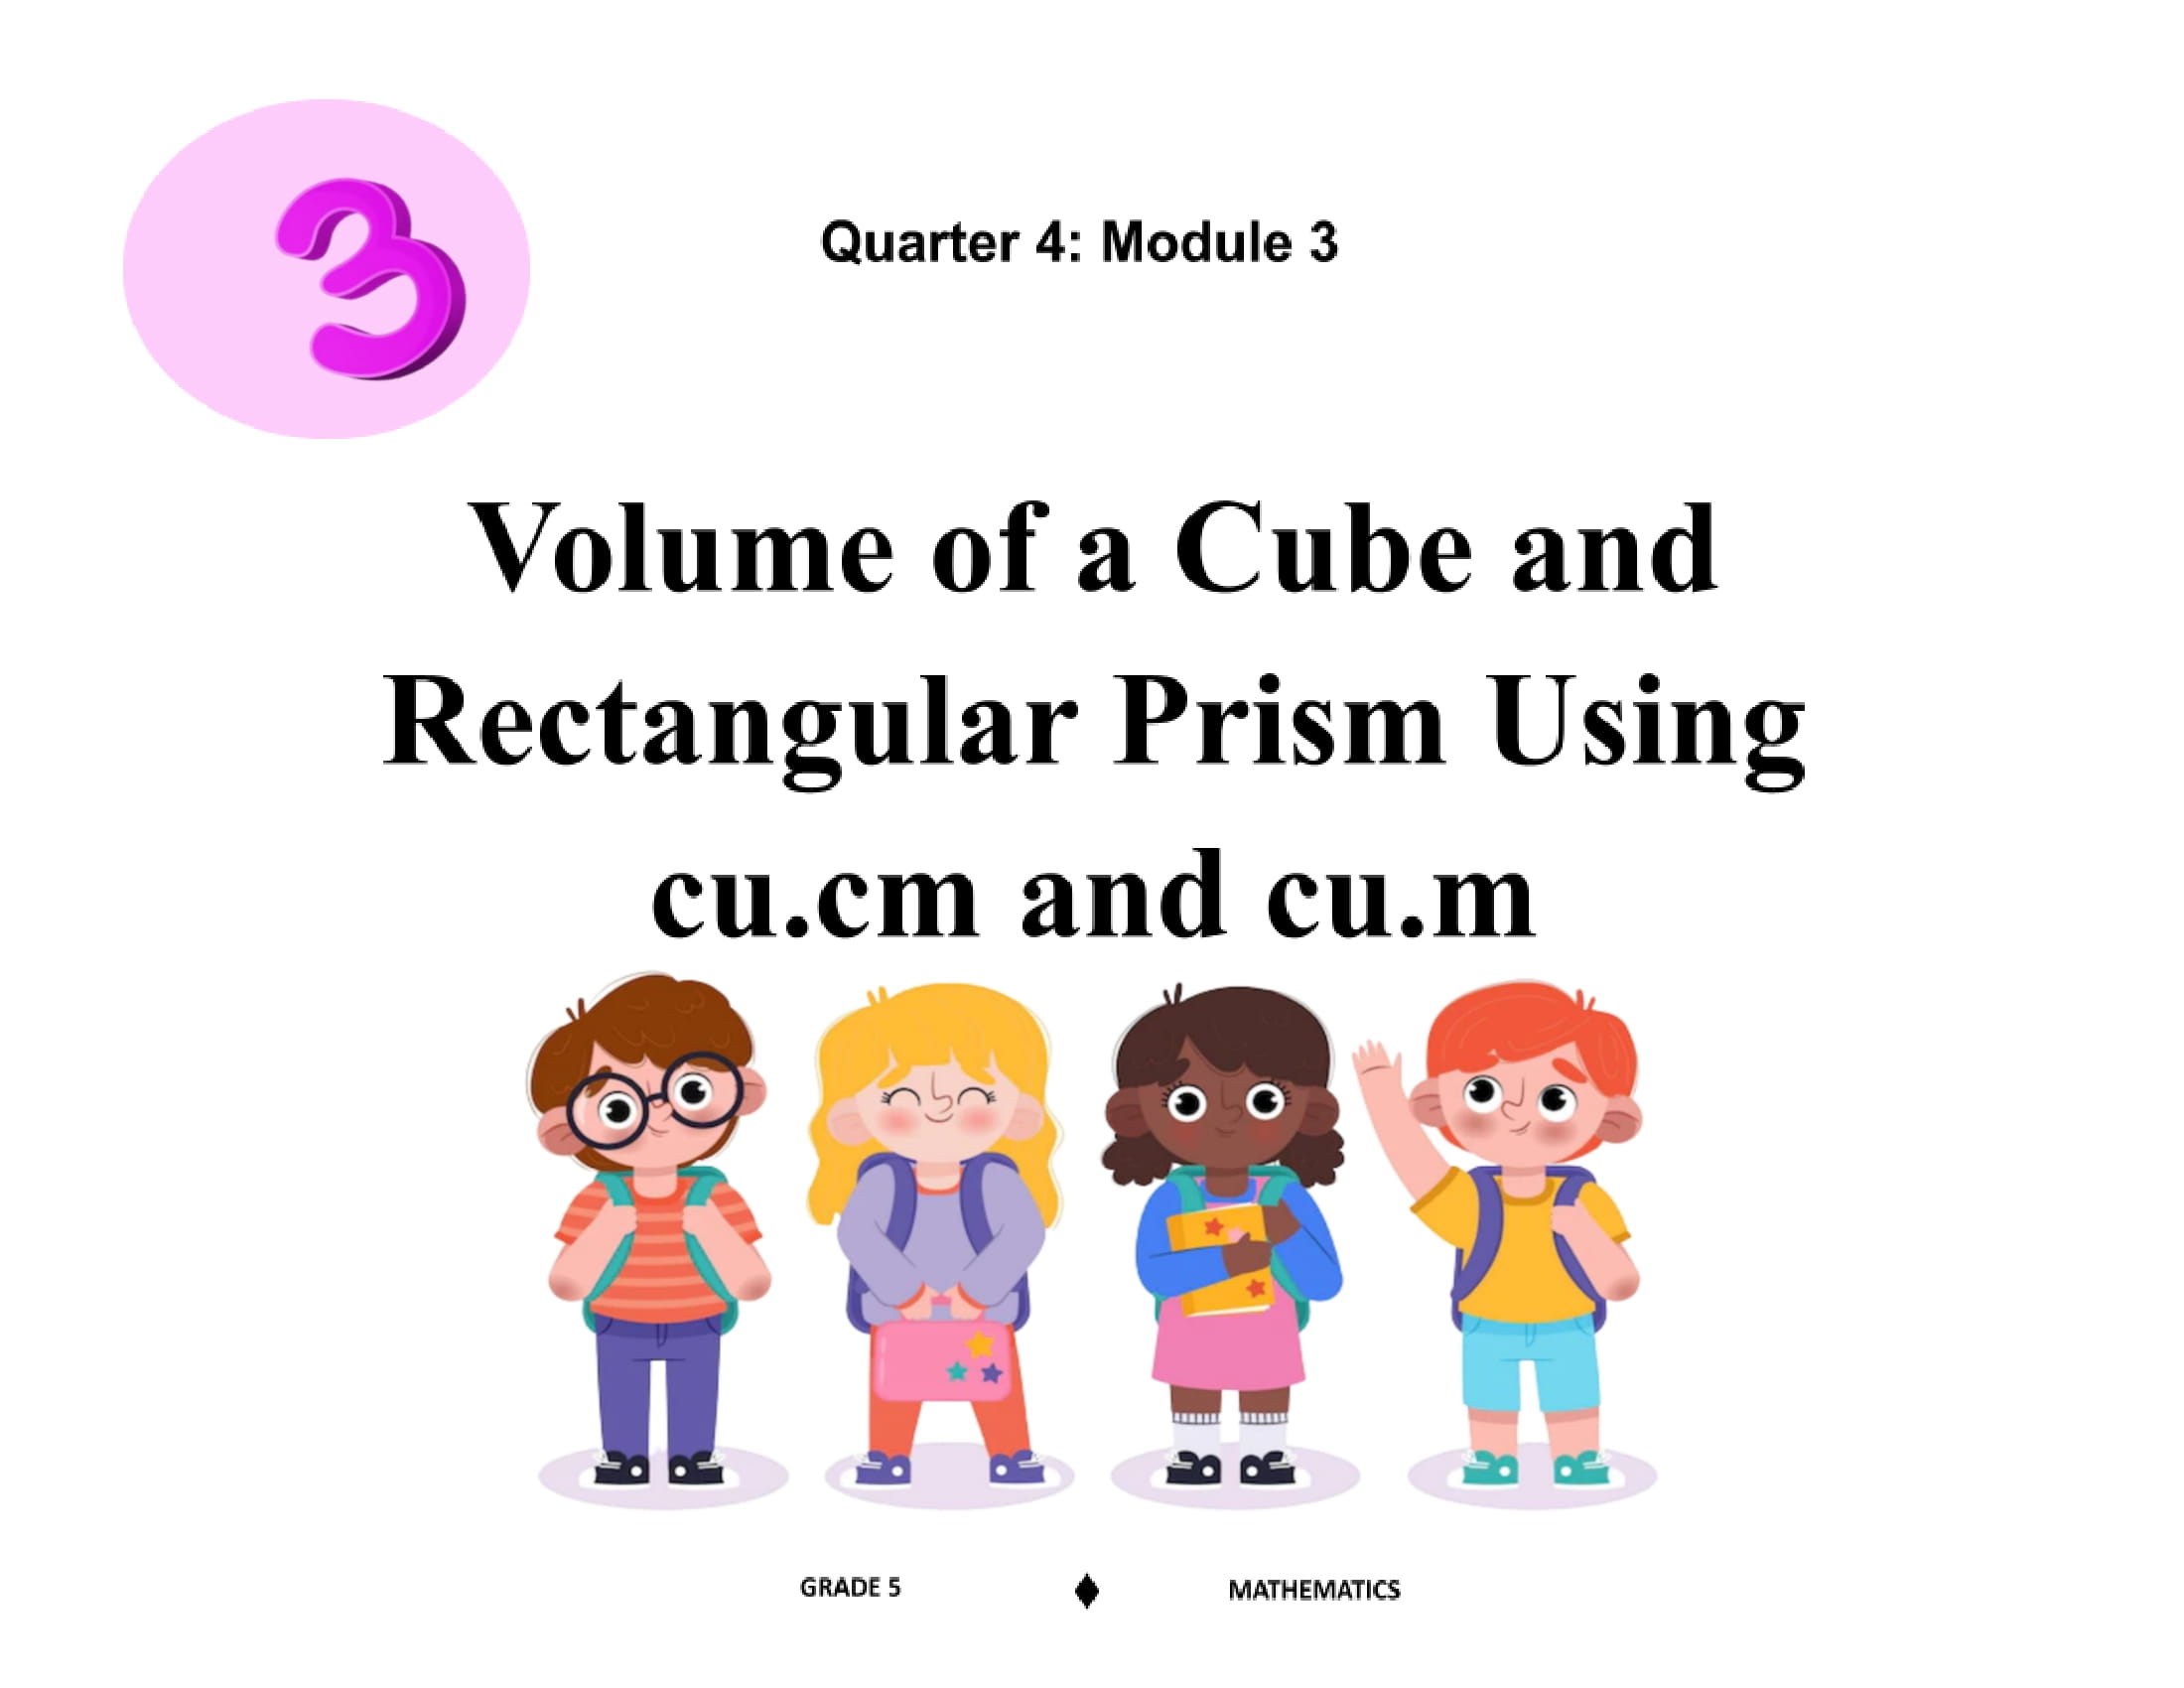 3
Quarter 4: Module 3
Volume of a Cube and
Rectangular Prism Using
cu.cm and cu.m
GRADE 5 ♦ MATHEMATICS